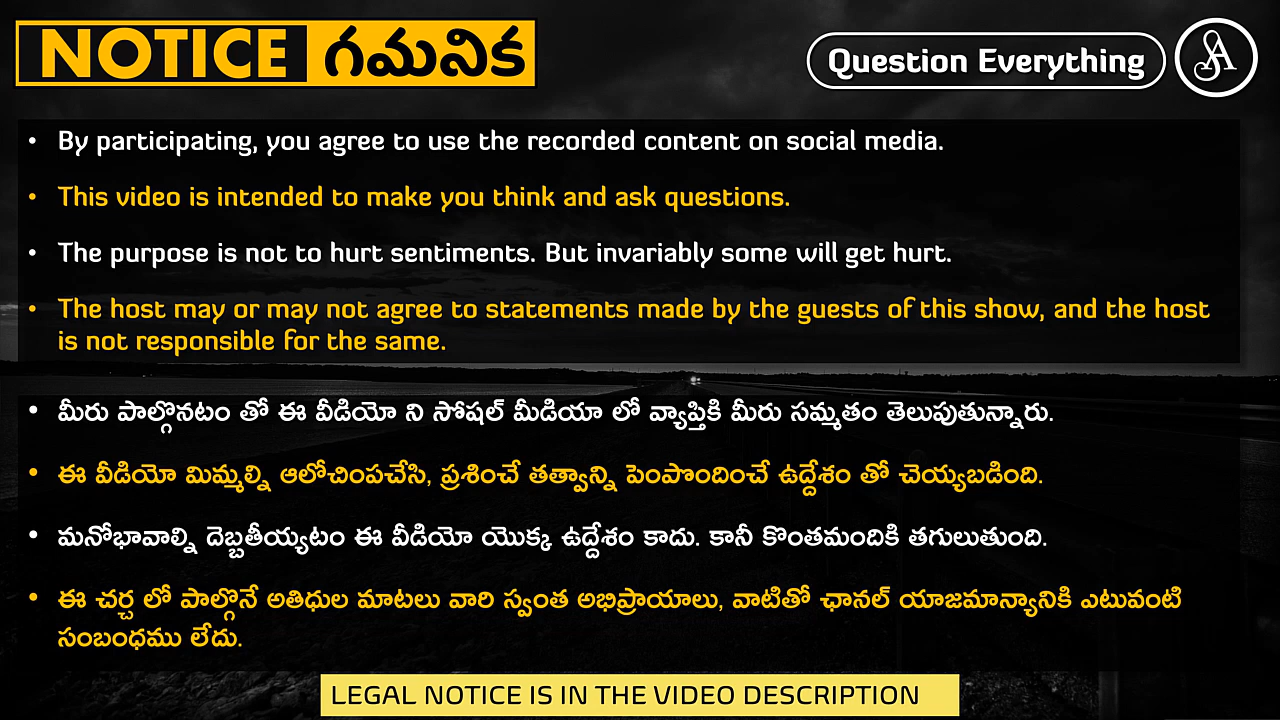 NOTICE గమనిక
Question Everything
• By participating, you agree to use the recorded content on social media.
• This video is intended to make you think and ask questions.
• The purpose is not to hurt sentiments. But invariably some will get hurt.
• The host may or may not agree to statements made by the guests of this show, and the host
is not responsible for the same.
• మీరు పాల్గొనటం తో ఈ వీడియో ని సోషల్ మీడియా లో వ్యాప్తికి మీరు సమ్మతం తెలుపుతున్నారు.
• ఈ వీడియో మిమ్మల్ని ఆలోచింపచేసి, ప్రశించే తత్వాన్ని పెంపొందించే ఉద్దేశం తో చెయ్యబడింది.
• మనోభావాల్ని దెబ్బతీయ్యటం ఈ వీడియో యొక్క ఉద్దేశం కాదు. కానీ కొంతమందికి తగులుతుంది.
• ఈ చర్చ లో పాల్గొనే అతిధుల మాటలు వారి స్వంత అభిప్రాయాలు, వాటితో ఛానల్ యాజమాన్యానికి ఎటువంటి
సంబంధము లేదు.
LEGAL NOTICE IS IN THE VIDEO DESCRIPTION